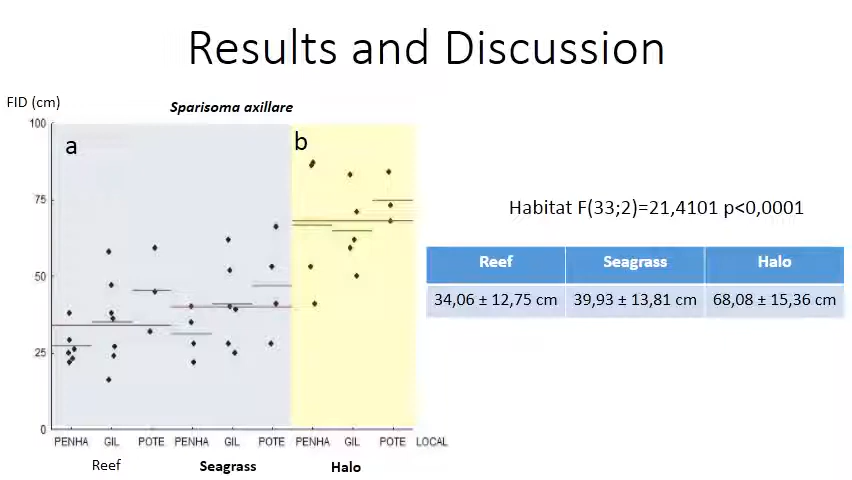 Results and Discussion
FID (cm)
Sparisoma axillare
100
a
b
75
50
25
0
PENHA GIL POTE PENHA GIL POTE PENHA GIL POTE LOCAL
Reef Seagrass Halo
Habitat F(33;2)=21,4101 p<0,0001
Reef Seagrass Halo
34,06 ± 12,75 cm 39,93 ± 13,81 cm 68,08 ± 15,36 cm